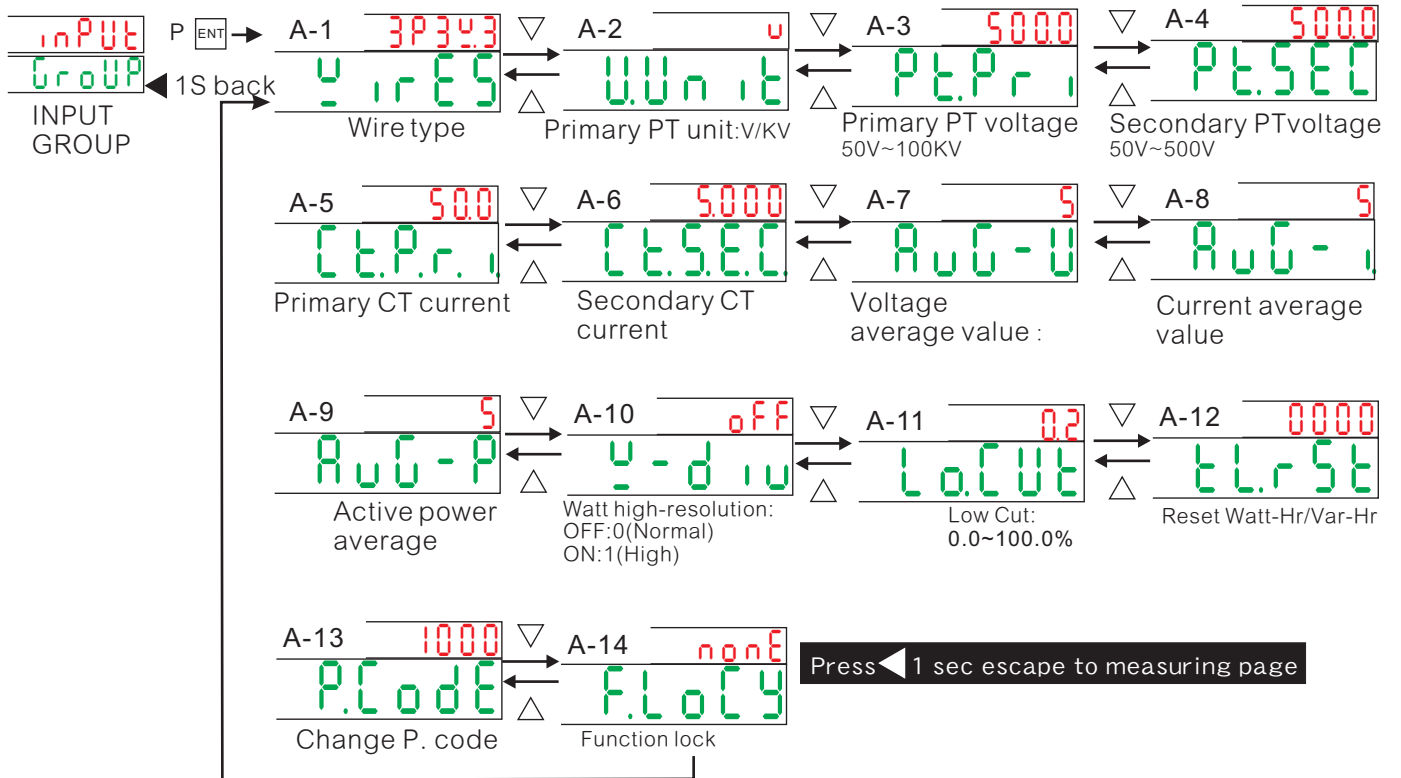 inPUt
GroUP
P ENT
1S back
INPUT
GROUP
A-1
3P3y.3
yirES
Wire type
A-2
u
U.Unit
Primary PT unit:V/KV
A-3
500.0
Pt.Pri
Primary PT voltage
50V~100KV
A-4
500.0
Pt.SEC
Secondary PTvoltage
50V~500V
A-5
50.0
Ct.P.r.i.
Primary CT current
A-6
5.000
Ct.S.E.C.
Secondary CT
current
A-7
5
AuG-U
Voltage
average value :
A-8
5
AuG-i.
Current average
value
A-9
5
AuG-P
Active power
average
A-10
oFF
y-diu
Watt high-resolution:
OFF:0(Normal)
ON:1(High)
A-11
0.2
Lo.CUt
Low Cut:
0.0~100.0%
A-12
0000
tL.rSt
Reset Watt-Hr/Var-Hr
A-13
1000
P.CodE
Change P. code
A-14
nonE
F.LoCY
Function lock
Press 1 sec escape to measuring page